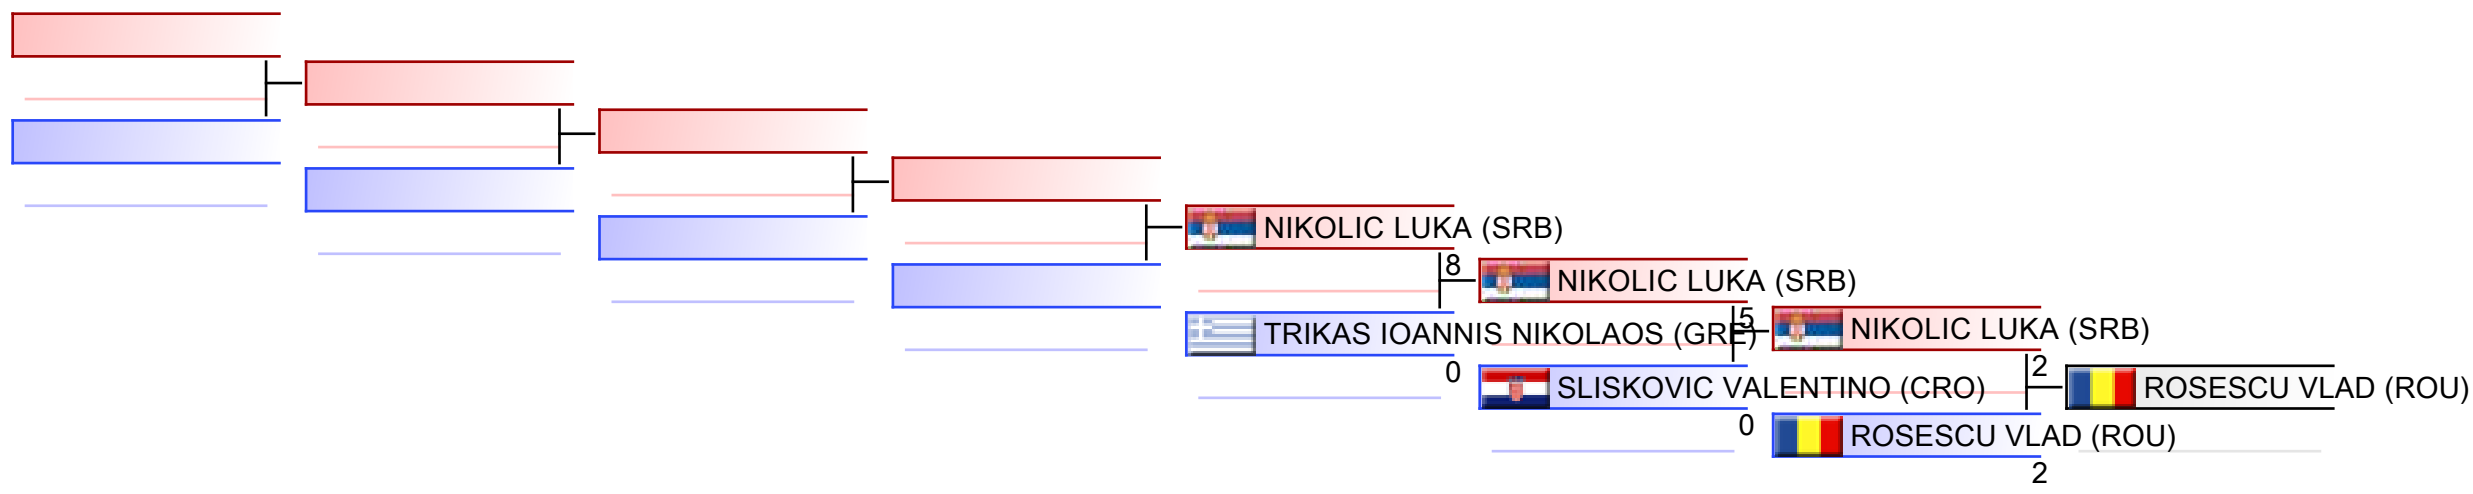 NIKOLIC LUKA (SRB)
8
NIKOLIC LUKA (SRB)
TRIKAS IOANNIS NIKOLAOS (GRE)
5
NIKOLIC LUKA (SRB)
0
SLISKOVIC VALENTINO (CRO)
2
ROSESCU VLAD (ROU)
0
ROSESCU VLAD (ROU)
2